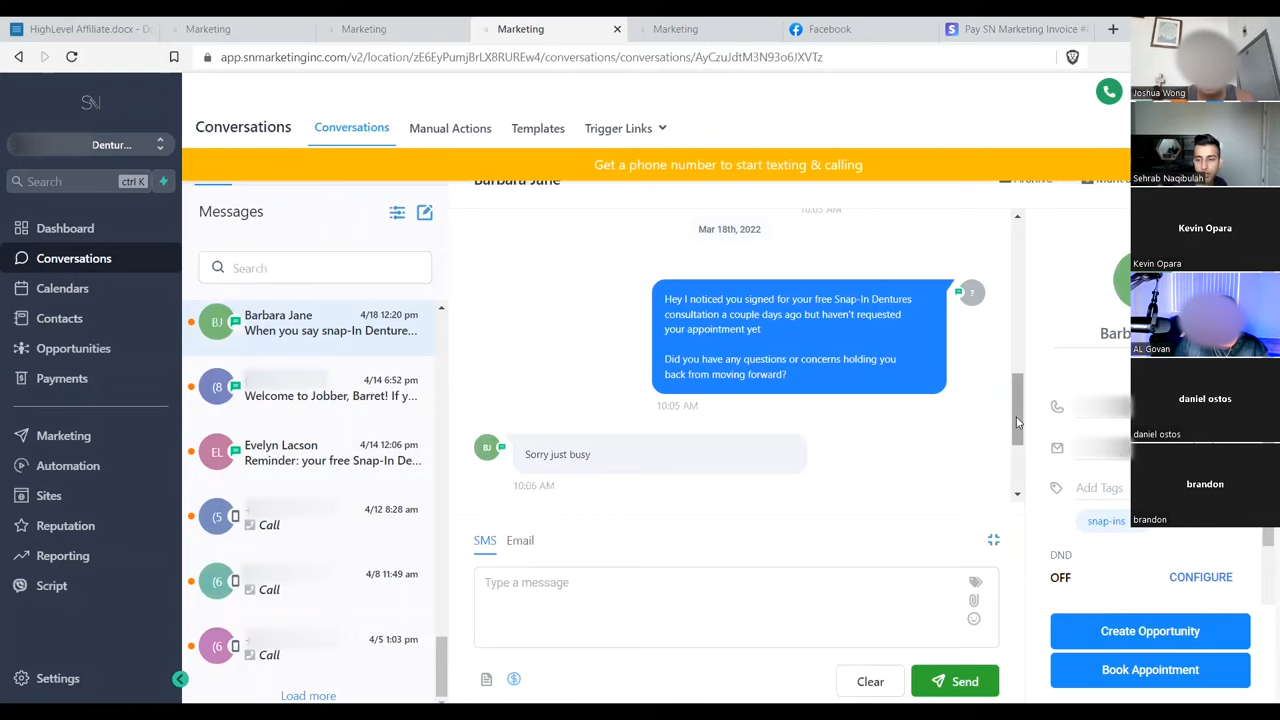 HighLevel Affiliate.docx - D
Marketing
Marketing
Marketing
Marketing
Facebook
Pay SN Marketing Invoice #
app.snmarketinginc.com/v2/location/zE6EyPumjBrLX8RUREw4/conversations/conversations/AyCzuJdtM3N93o6JXVTz
SN
Dentur...
Search
ctrl K
Dashboard
Conversations
Calendars
Contacts
Opportunities
Payments
Marketing
Automation
Sites
Reputation
Reporting
Script
Settings
Conversations
Conversations
Manual Actions
Templates
Trigger Links
Get a phone number to start texting & calling
Messages
Search
BJ
Barbara Jane
4/18 12:20 pm
When you say snap-In Denture...
(8
4/14 6:52 pm
Welcome to Jobber, Barret! If y...
EL
Evelyn Lacson
4/14 12:06 pm
Reminder: your free Snap-In De...
(5
4/12 8:28 am
Call
(6
4/8 11:49 am
Call
(6
4/5 1:03 pm
Call
Load more
Barbara Jane
10:05 AM
Mar 18th, 2022
Hey I noticed you signed for your free Snap-In Dentures
consultation a couple days ago but haven't requested
your appointment yet
Did you have any questions or concerns holding you
back from moving forward?
?
10:05 AM
BJ
Sorry just busy
10:06 AM
SMS
Email
Type a message
Clear
Send
Archive
Barb
Add Tags
snap-ins
DND
OFF
CONFIGURE
Create Opportunity
Book Appointment
Joshua Wong
Sehrab Naqibulah
Kevin Opara
Kevin Opara
AL Govan
daniel ostos
daniel ostos
brandon
brandon